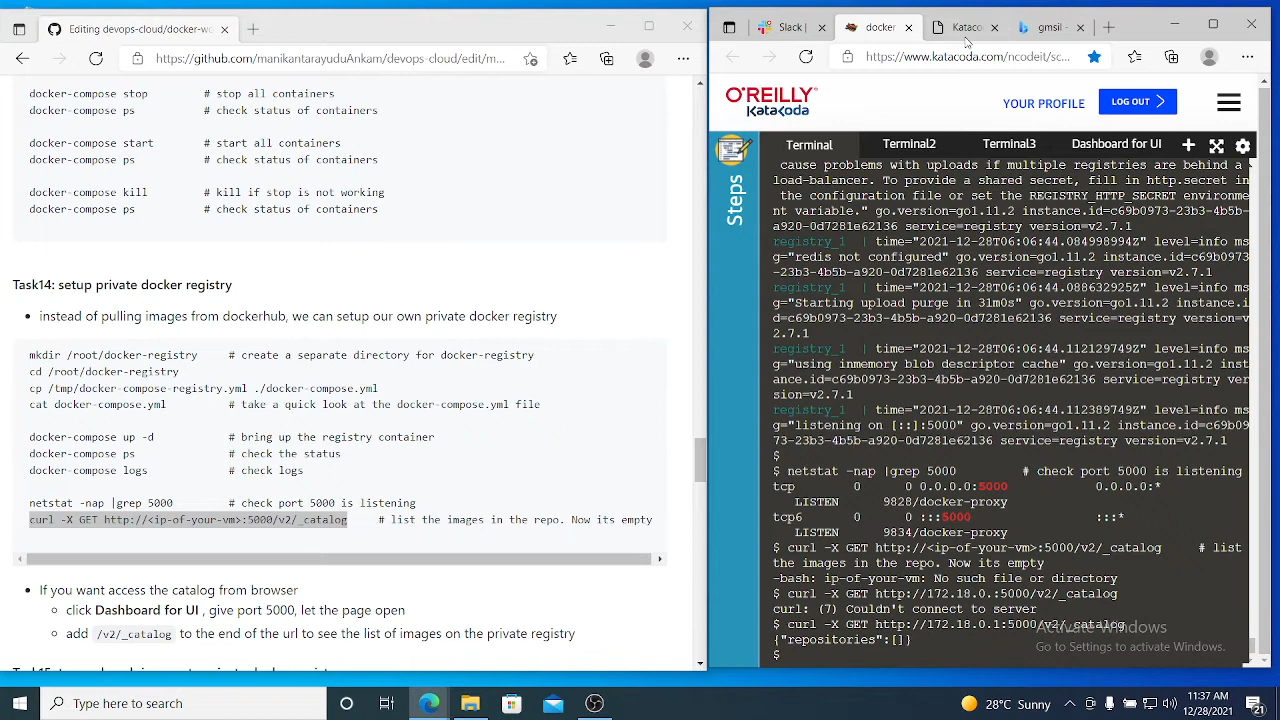 Editing devops-cloud/docker-wo
https://github.com/manikantarayuduAnkam/devops-cloud/edit/m...
docker-compose stop # stop all containers
docker-compose ps # check status of containers
docker-compose start # start all containers
docker-compose ps # check status of containers
docker-compose kill # kill if stop is not working
docker-compose ps # check status of containers
Task14: setup private docker registry
• instead of pulling images from dockerhub, we can setup our own private docker registry
mkdir /root/docker-registry # create a separate directory for docker-registry
cd /root/docker-registry
cp /tmp/docker-compose-registry.yml ./docker-compose.yml
cat docker-compose.yml # take a quick look at the docker-compose.yml file
docker-compose up -d # bring up the registry container
docker-compose ps # check the status
docker-compose logs # check logs
netstat -nap |grep 5000 # check port 5000 is listening
curl -X GET http://<ip-of-your-vm>:5000/v2/_catalog # list the images in the repo. Now its empty
• If you want access the catalog from browser
click Dashboard for UI , give port 5000, let the page open
add /v2/_catalog to the end of the url to see the list of images on the private registry
Slack |
docker
Kataco
gmsil -
https://www.katacoda.com/ncodeit/sc...
O'REILLY
Katakoda
YOUR PROFILE
LOG OUT
Steps
Terminal Terminal2 Terminal3 Dashboard for UI
cause problems with uploads if multiple registries are behind a
load-balancer. To provide a shared secret, fill in http.secret in
the configuration file or set the REGISTRY_HTTP_SECRET environme
nt variable." go.version=go1.11.2 instance.id=c69b0973-23b3-4b5b-
a920-0d7281e62136 service=registry version=v2.7.1
registry_1 | time="2021-12-28T06:06:44.084998994Z" level=info ms
g="redis not configured" go.version=go1.11.2 instance.id=c69b0973
-23b3-4b5b-a920-0d7281e62136 service=registry version=v2.7.1
registry_1 | time="2021-12-28T06:06:44.088632925Z" level=info ms
g="Starting upload purge in 31m0s" go.version=go1.11.2 instance.i
d=c69b0973-23b3-4b5b-a920-0d7281e62136 service=registry version=v
2.7.1
registry_1 | time="2021-12-28T06:06:44.112129749Z" level=info ms
g="using inmemory blob descriptor cache" go.version=go1.11.2 inst
ance.id=c69b0973-23b3-4b5b-a920-0d7281e62136 service=registry ver
sion=v2.7.1
registry_1 | time="2021-12-28T06:06:44.112389749Z" level=info ms
g="listening on [::]:5000" go.version=go1.11.2 instance.id=c69b09
73-23b3-4b5b-a920-0d7281e62136 service=registry version=v2.7.1
$
$ netstat -nap |grep 5000 # check port 5000 is listening
tcp 0 0 0.0.0.0:5000 0.0.0.0:*
LISTEN 9828/docker-proxy
tcp6 0 0 :::5000 :::*
LISTEN 9834/docker-proxy
$ curl -X GET http://<ip-of-your-vm>:5000/v2/_catalog # list
the images in the repo. Now its empty
-bash: ip-of-your-vm: No such file or directory
$ curl -X GET http://172.18.0.:5000/v2/_catalog
curl: (7) Couldn't connect to server
$ curl -X GET http://172.18.0.1:5000/v2/_catalog
{"repositories":[]}
$
Activate Windows
Go to Settings to activate Windows.
Type here to search
28°C Sunny
11:37 AM
12/28/2021
21